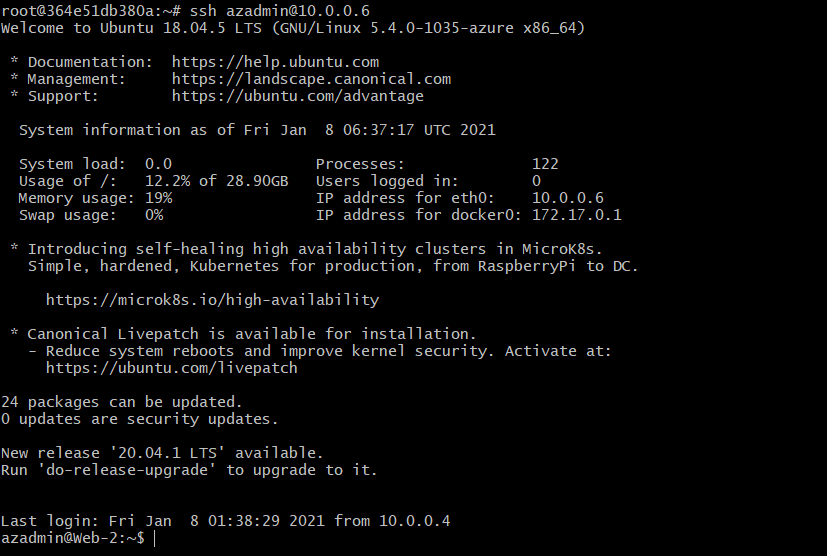 root@364e51db380a:~# ssh azadmin@10.0.0.6
Welcome to Ubuntu 18.04.5 LTS (GNU/Linux 5.4.0-1035-azure x86_64)

 * Documentation:  https://help.ubuntu.com
 * Management:     https://landscape.canonical.com
 * Support:        https://ubuntu.com/advantage

  System information as of Fri Jan  8 06:37:17 UTC 2021

  System load:  0.0                Processes:              122
  Usage of /:   12.2% of 28.90GB   Users logged in:        0
  Memory usage: 19%                IP address for eth0:    10.0.0.6
  Swap usage:   0%                 IP address for docker0: 172.17.0.1

 * Introducing self-healing high availability clusters in MicroK8s.
   Simple, hardened, Kubernetes for production, from RaspberryPi to DC.

     https://microk8s.io/high-availability

 * Canonical Livepatch is available for installation.
   - Reduce system reboots and improve kernel security. Activate at:
     https://ubuntu.com/livepatch

24 packages can be updated.
0 updates are security updates.

New release '20.04.1 LTS' available.
Run 'do-release-upgrade' to upgrade to it.


Last login: Fri Jan  8 01:38:29 2021 from 10.0.0.4
azadmin@Web-2:~$